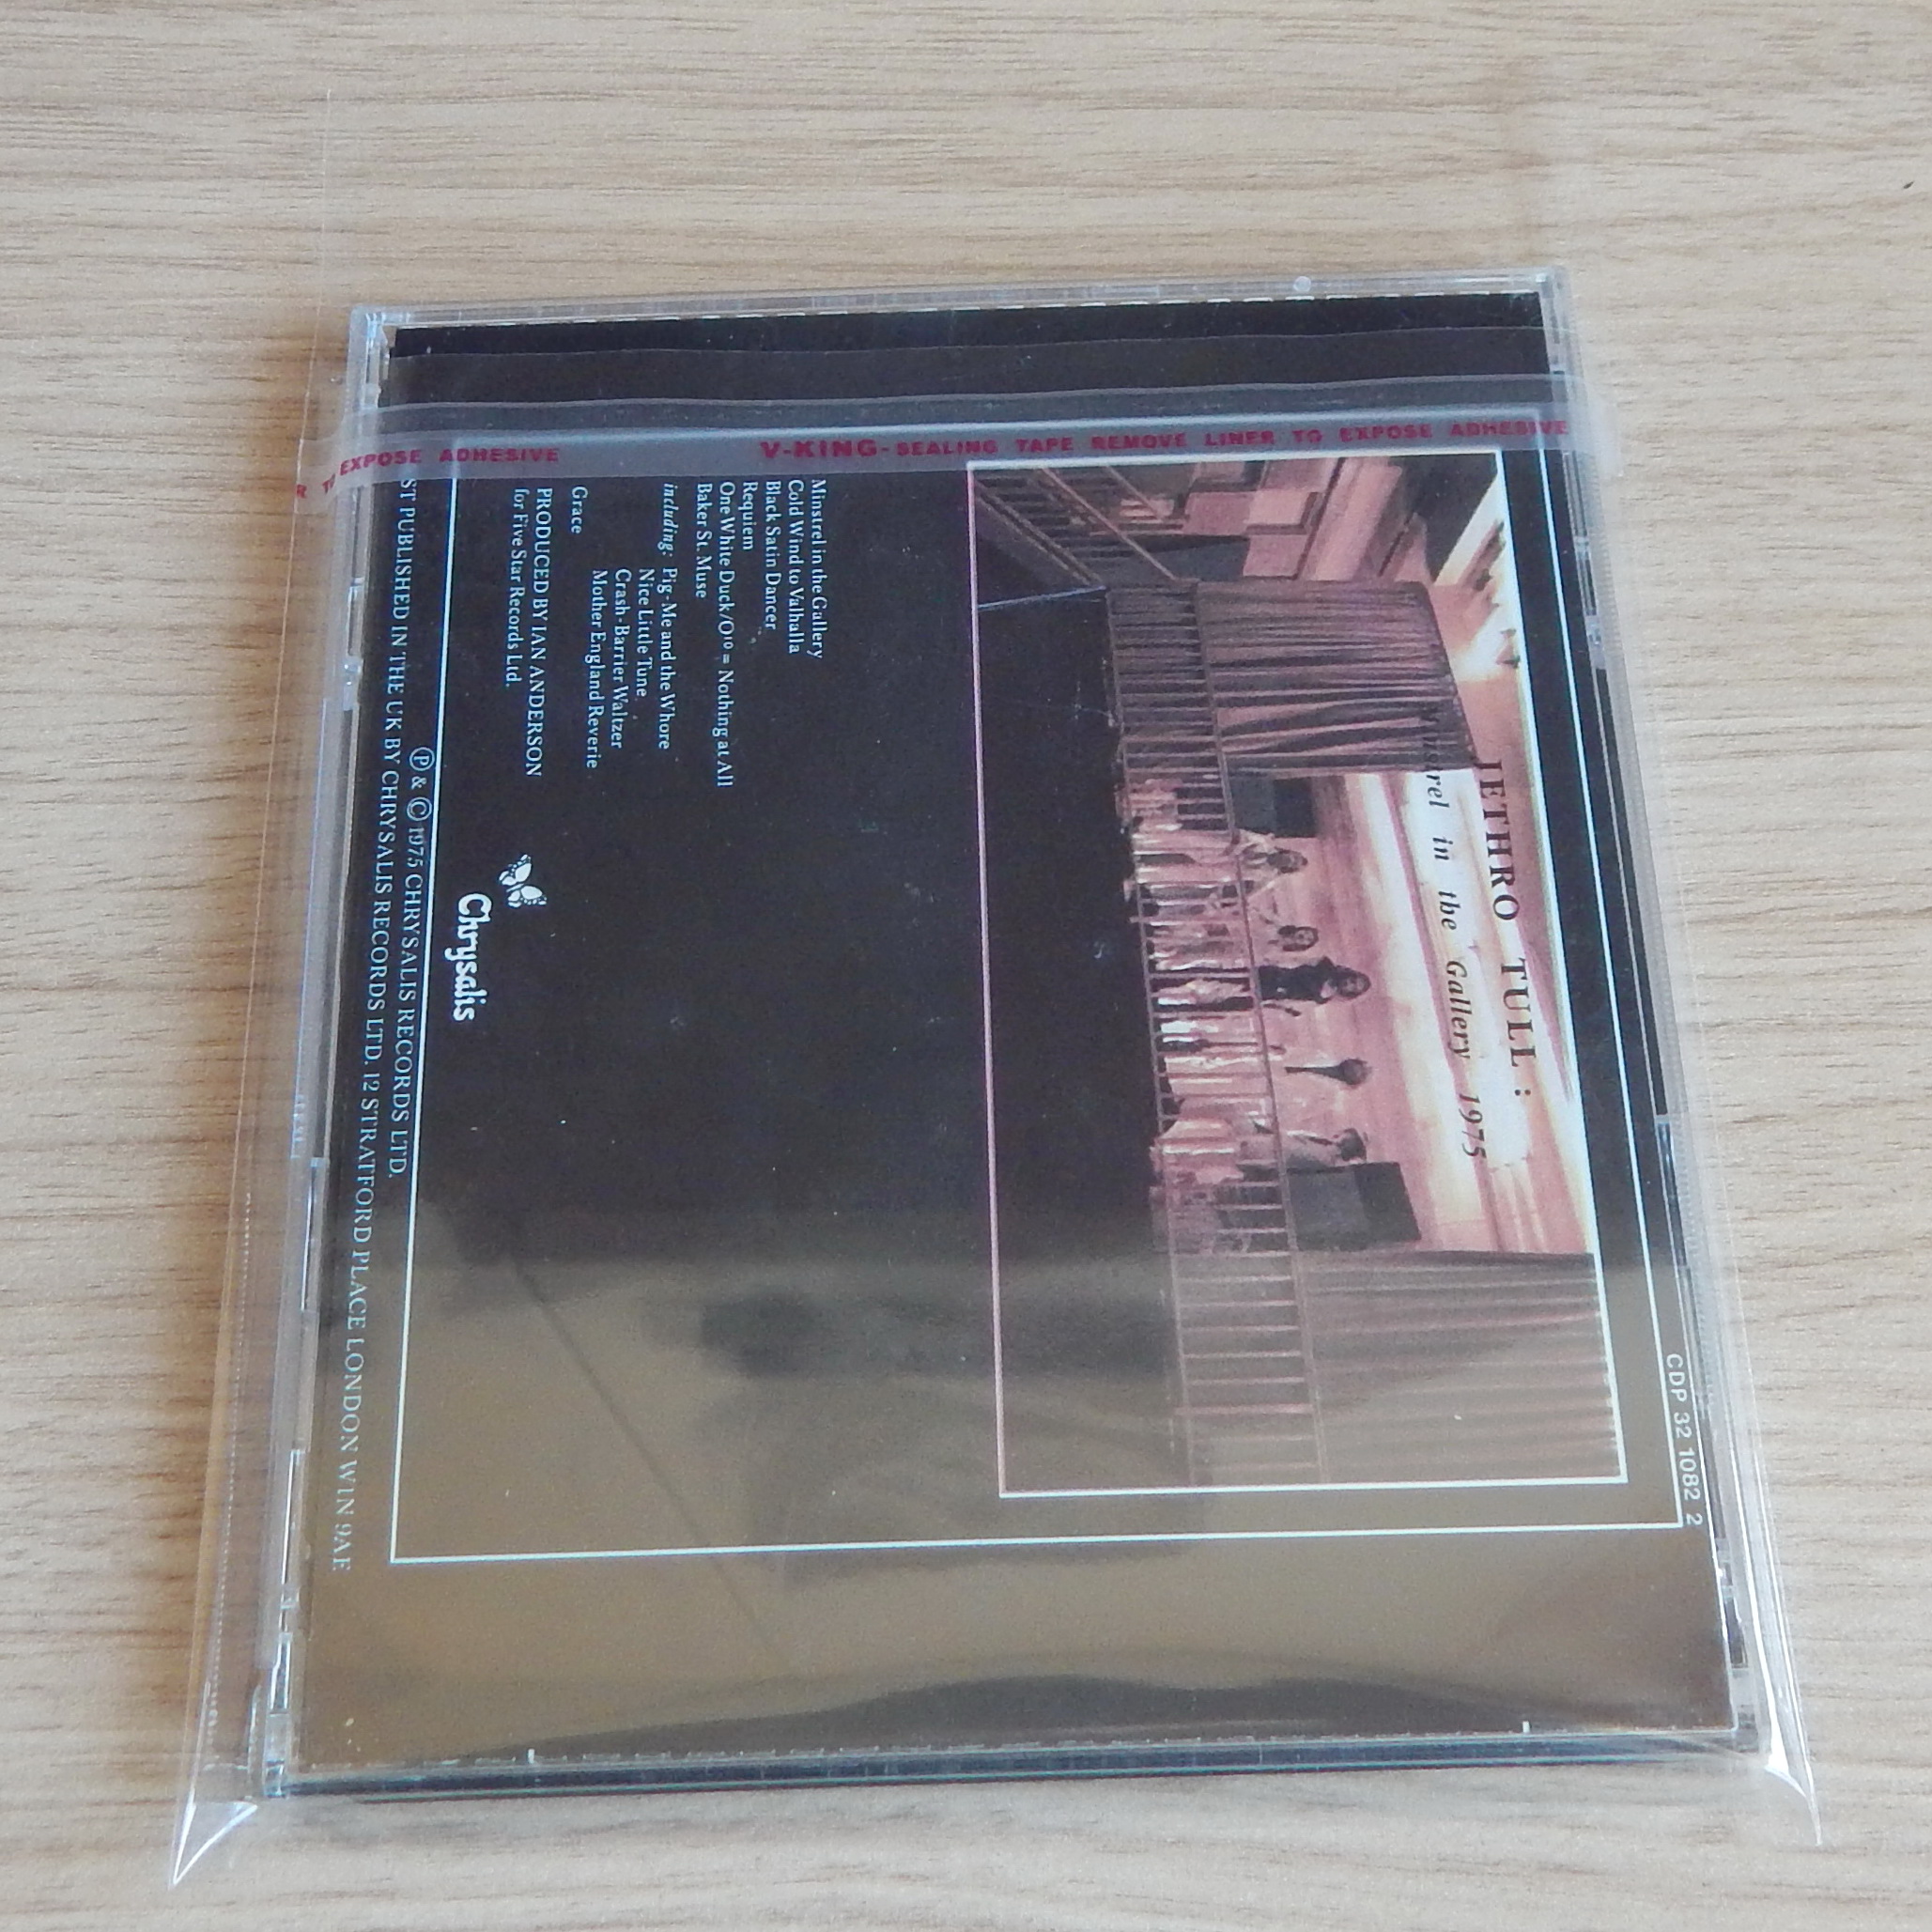 CDP 32 1082 2
JETHRO TULL :
in the Gallery 1975
Minstrel in the Gallery
Cold Wind to Valhalla
Black Satin Dancer
Requiem
One White Duck/0¹⁰ = Nothing at All
Baker St. Muse
including: Pig-Me and the Whore
Nice Little Tune
Crash-Barrier Waltzer
Mother England Reverie
Grace
PRODUCED BY IAN ANDERSON
for Five Star Records Ltd.
Chrysalis
Ⓟ & © 1975 CHRYSALIS RECORDS LTD.
PUBLISHED IN THE UK BY CHRYSALIS RECORDS LTD. 12 STRATFORD PLACE LONDON W1N 9AF
TO EXPOSE ADHESIVE
V-KING-SEALING TAPE REMOVE LINER TO EXPOSE ADHESIVE